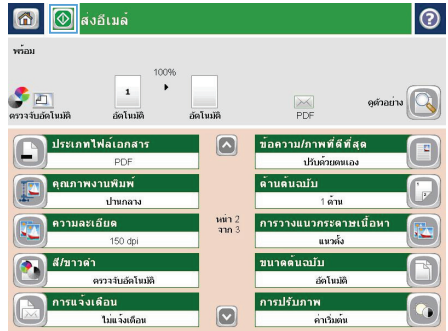 ส่งอีเมล์
พร้อม
100%
1
ตรวจจับอัตโนมัติ
อัตโนมัติ
อัตโนมัติ
PDF
ดูตัวอย่าง
ประเภทไฟล์เอกสาร
PDF
ข้อความ/ภาพที่ดีที่สุด
ปรับด้วยตนเอง
คุณภาพงานพิมพ์
ปานกลาง
ด้านต้นฉบับ
1 ด้าน
ความละเอียด
150 dpi
หน้า 2
จาก 3
การวางแนวกระดาษเนื้อหา
แนวตั้ง
สี/ขาวดำ
ตรวจจับอัตโนมัติ
ขนาดต้นฉบับ
อัตโนมัติ
การแจ้งเตือน
ไม่แจ้งเตือน
การปรับภาพ
ค่าเริ่มต้น